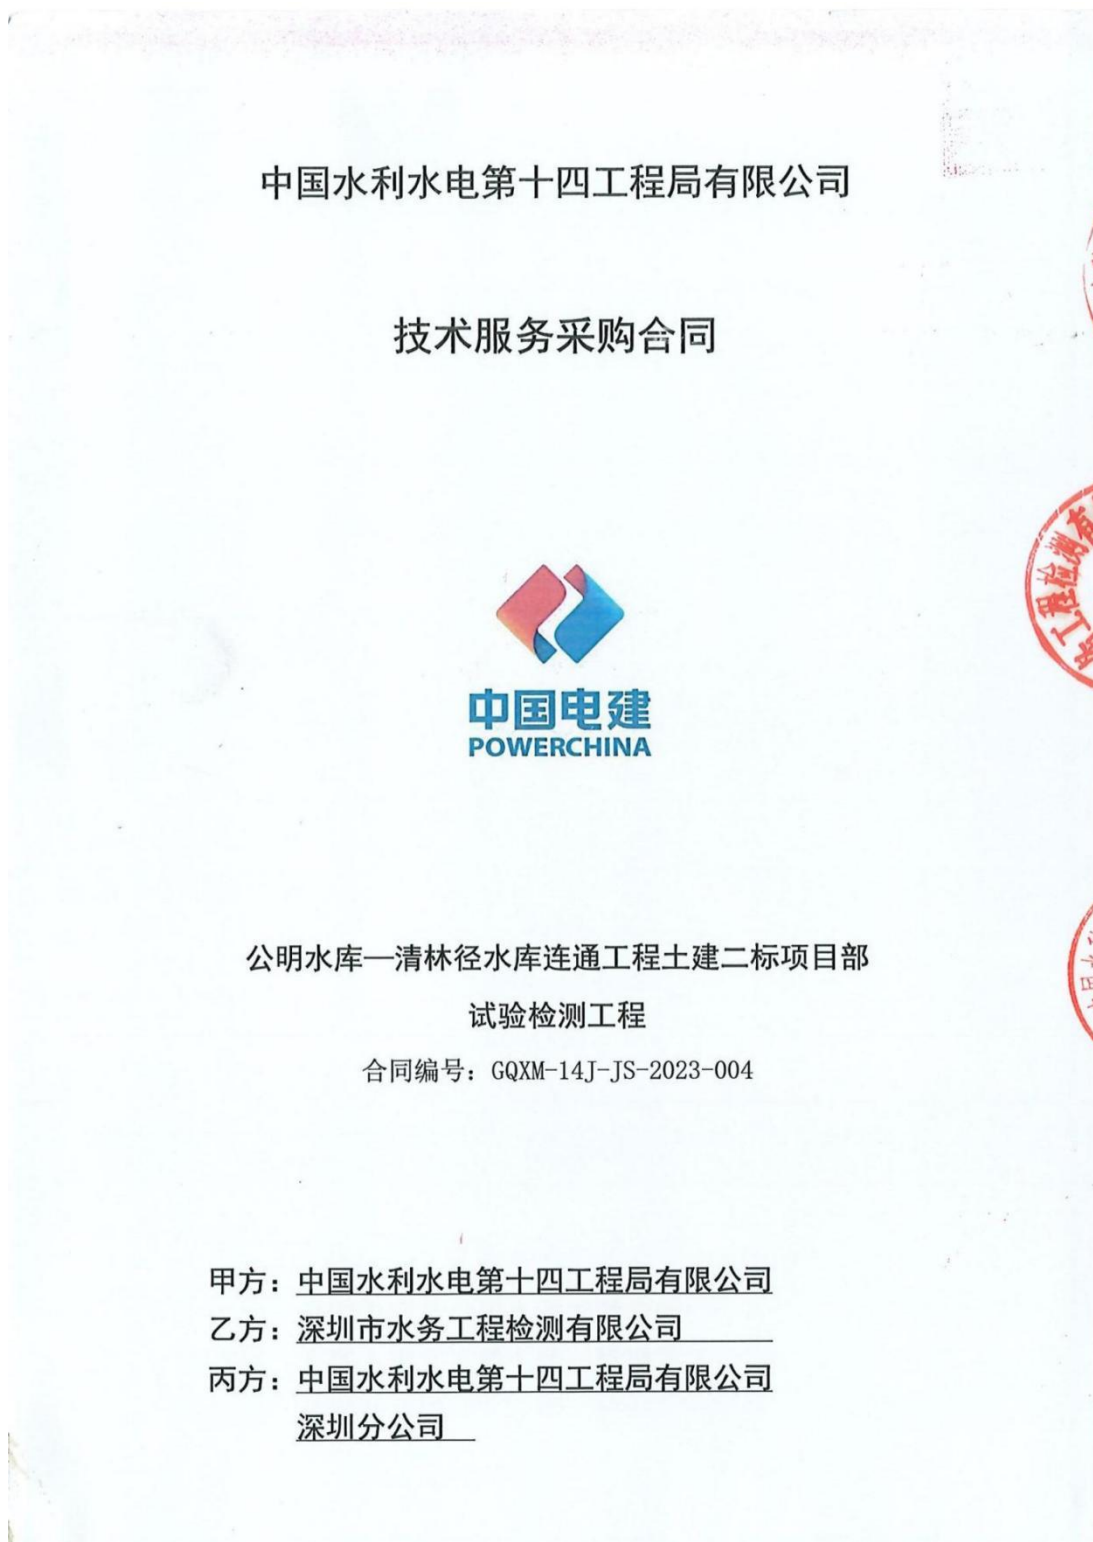 中国水利水电第十四工程局有限公司
技术服务采购合同
中国电建
POWERCHINA
公明水库—清林径水库连通工程土建二标项目部
试验检测工程
合同编号：GQXM-14J-JS-2023-004
甲方：中国水利水电第十四工程局有限公司
乙方：深圳市水务工程检测有限公司
丙方：中国水利水电第十四工程局有限公司
深圳分公司
工程检测有